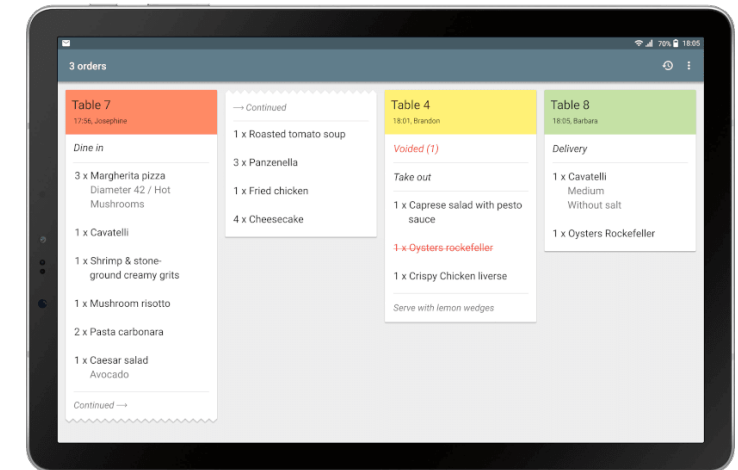 70% 18:05
3 orders
Table 7
17:56, Josephine
Dine in
3 x Margherita pizza
Diameter 42 / Hot
Mushrooms
1 x Cavatelli
1 x Shrimp & stone-
ground creamy grits
1 x Mushroom risotto
2 x Pasta carbonara
1 x Caesar salad
Avocado
Continued →
→ Continued
1 x Roasted tomato soup
3 x Panzenella
1 x Fried chicken
4 x Cheesecake
Table 4
18:01, Brandon
Voided (1)
Take out
1 x Caprese salad with pesto
sauce
1 x Oysters rockefeller
1 x Crispy Chicken liverse
Serve with lemon wedges
Table 8
18:05, Barbara
Delivery
1 x Cavatelli
Medium
Without salt
1 x Oysters Rockefeller